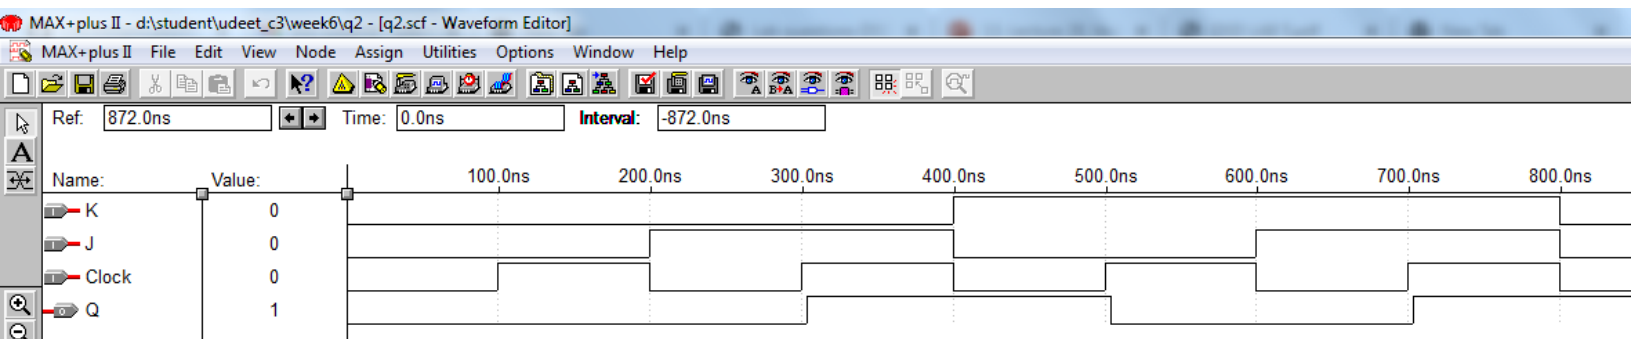 MAX+plus II - d:\student\udeet_c3\week6\q2 - [q2.scf - Waveform Editor]
MAX+plus II File Edit View Node Assign Utilities Options Window Help
Ref: 872.0ns Time: 0.0ns Interval: -872.0ns
A
Name: Value: 100.0ns 200.0ns 300.0ns 400.0ns 500.0ns 600.0ns 700.0ns 800.0ns
K 0
J 0
Clock 0
Q 1